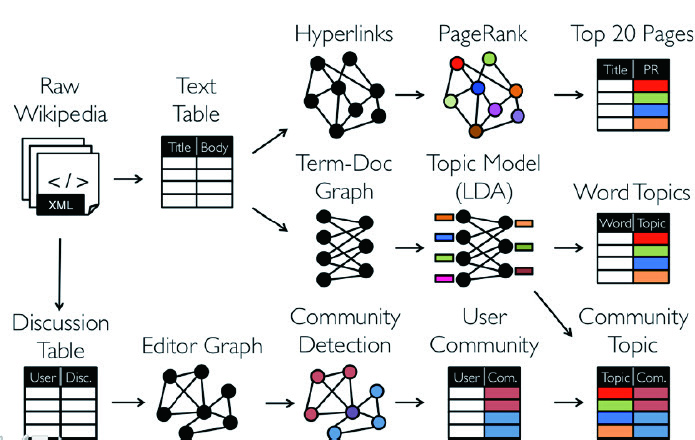 Hyperlinks
PageRank
Top 20 Pages
Raw
Wikipedia
Text
Table
Title PR
Title Body
</>
XML
Term-Doc
Graph
Topic Model
(LDA)
Word Topics
Word Topic
Discussion
Table
Editor Graph
Community
Detection
User
Community
Community
Topic
User Disc.
User Com.
Topic Com.